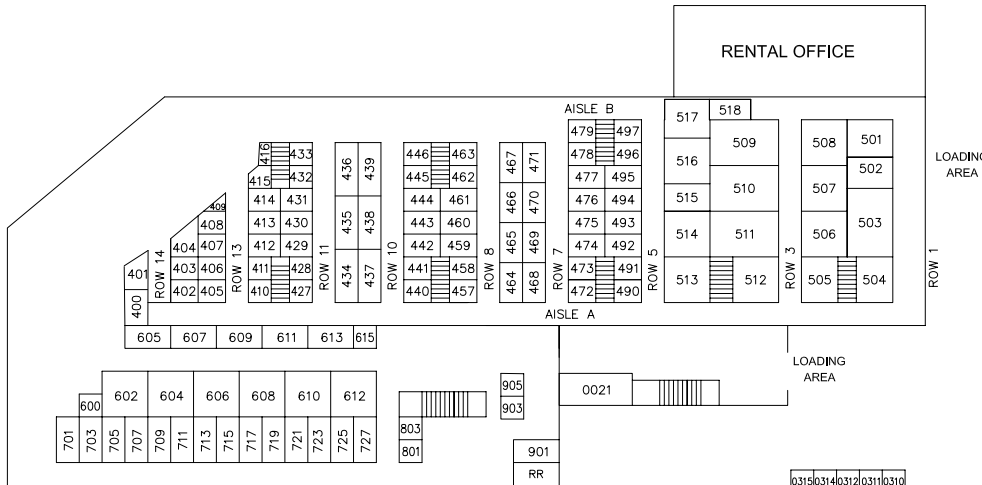 RENTAL OFFICE
AISLE B
517 518
479 497 508 501
416 433 436 439 446 463 467 471 478 496 516 509 502
LOADING
AREA
415 432 445 462 477 495
414 431 444 461 466 470 476 494 515 510 507
409
408 413 430 435 438 443 460 475 493 514 511 506 503
404 407 412 429 442 459 465 469 474 492
401 ROW 14 403 406 ROW 13 411 428 ROW 11 434 437 ROW 10 441 458 ROW 8 464 468 ROW 7 473 491 ROW 5 513 512 ROW 3 505 504 ROW 1
400 402 405 410 427 440 457 472 490
AISLE A
605 607 609 611 613 615
LOADING
AREA
602 604 606 608 610 612 905 0021
600 903
701 703 705 707 709 711 713 715 717 719 721 723 725 727 803
801 901
RR
0315 0314 0312 0311 0310